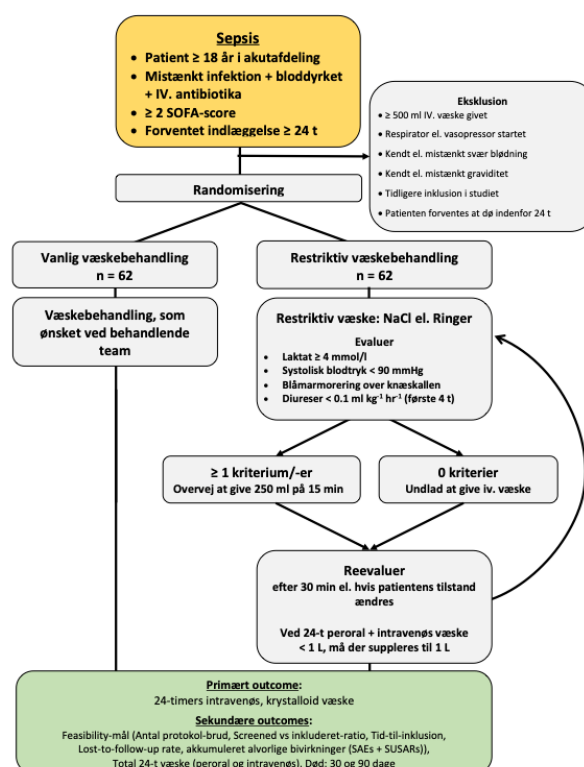 Sepsis
• Patient ≥ 18 år i akutafdeling
• Mistænkt infektion + bloddyrket
+ IV. antibiotika
• ≥ 2 SOFA-score
• Forventet indlæggelse ≥ 24 t
Eksklusion
• ≥ 500 ml IV. væske givet
• Respirator el. vasopressor startet
• Kendt el. mistænkt svær blødning
• Kendt el. mistænkt graviditet
• Tidligere inklusion i studiet
• Patienten forventes at dø indenfor 24 t
Randomisering
Vanlig væskebehandling
n = 62
Restriktiv væskebehandling
n = 62
Væskebehandling, som
ønsket ved behandlende
team
Restriktiv væske: NaCl el. Ringer
Evaluer
• Laktat ≥ 4 mmol/l
• Systolisk blodtryk < 90 mmHg
• Blåmarmorering over knæskallen
• Diureser < 0.1 ml kg⁻¹ hr⁻¹ (første 4 t)
≥ 1 kriterium/-er
Overvej at give 250 ml på 15 min
0 kriterier
Undlad at give iv. væske
Reevaluer
efter 30 min el. hvis patientens tilstand
ændres
Ved 24-t peroral + intravenøs væske
< 1 L, må der suppleres til 1 L
Primært outcome:
24-timers intravenøs, krystalloid væske
Sekundære outcomes:
Feasibility-mål (Antal protokol-brud, Screened vs inkluderet-ratio, Tid-til-inklusion,
Lost-to-follow-up rate, akkumuleret alvorlige bivirkninger (SAEs + SUSARs)),
Total 24-t væske (peroral og intravenøs), Død: 30 og 90 dage